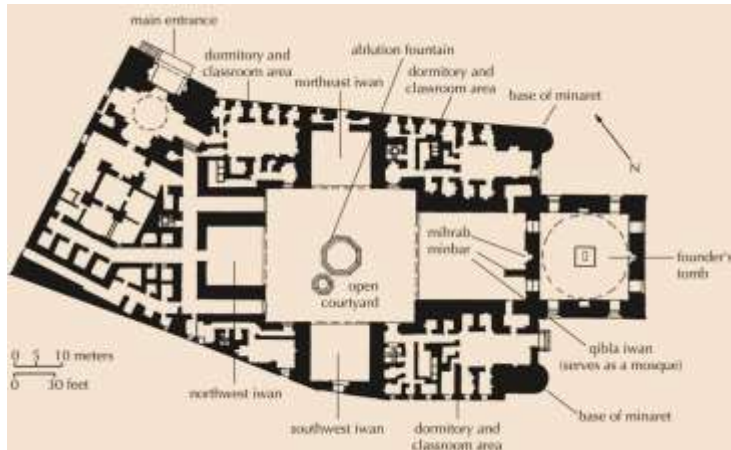 main entrance
ablution fountain
dormitory and
classroom area
dormitory and
classroom area
northeast iwan
base of minaret
N
mihrab
minbar
founder's
tomb
open
courtyard
0 5 10 meters
0 30 feet
qibla iwan
(serves as a mosque)
northwest iwan
southwest iwan
dormitory and
classroom area
base of minaret